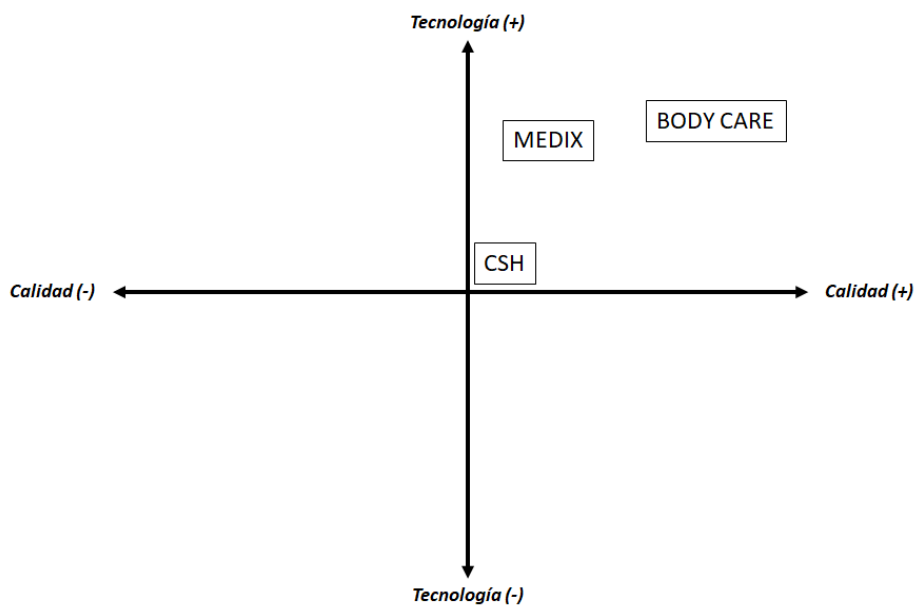 Tecnología (+)
BODY CARE
MEDIX
CSH
Calidad (-)
Calidad (+)
Tecnología (-)